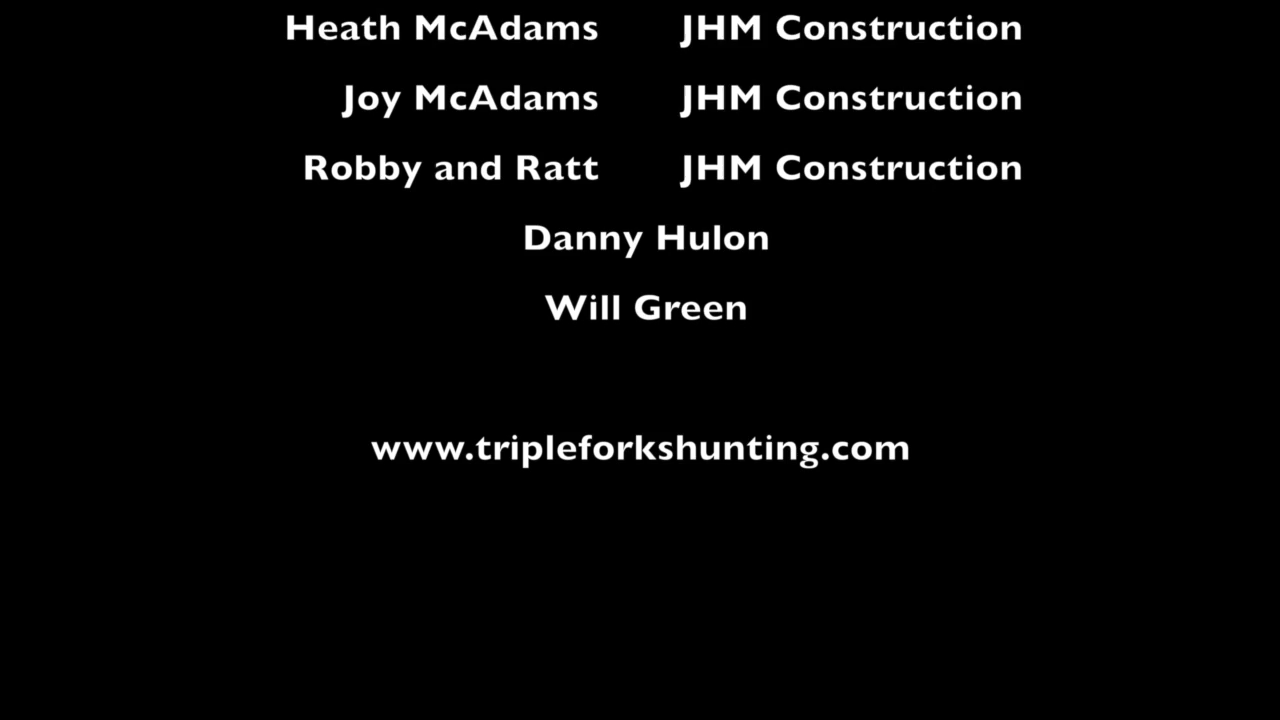 Heath McAdams JHM Construction
Joy McAdams JHM Construction
Robby and Ratt JHM Construction
Danny Hulon
Will Green
www.tripleforkshunting.com